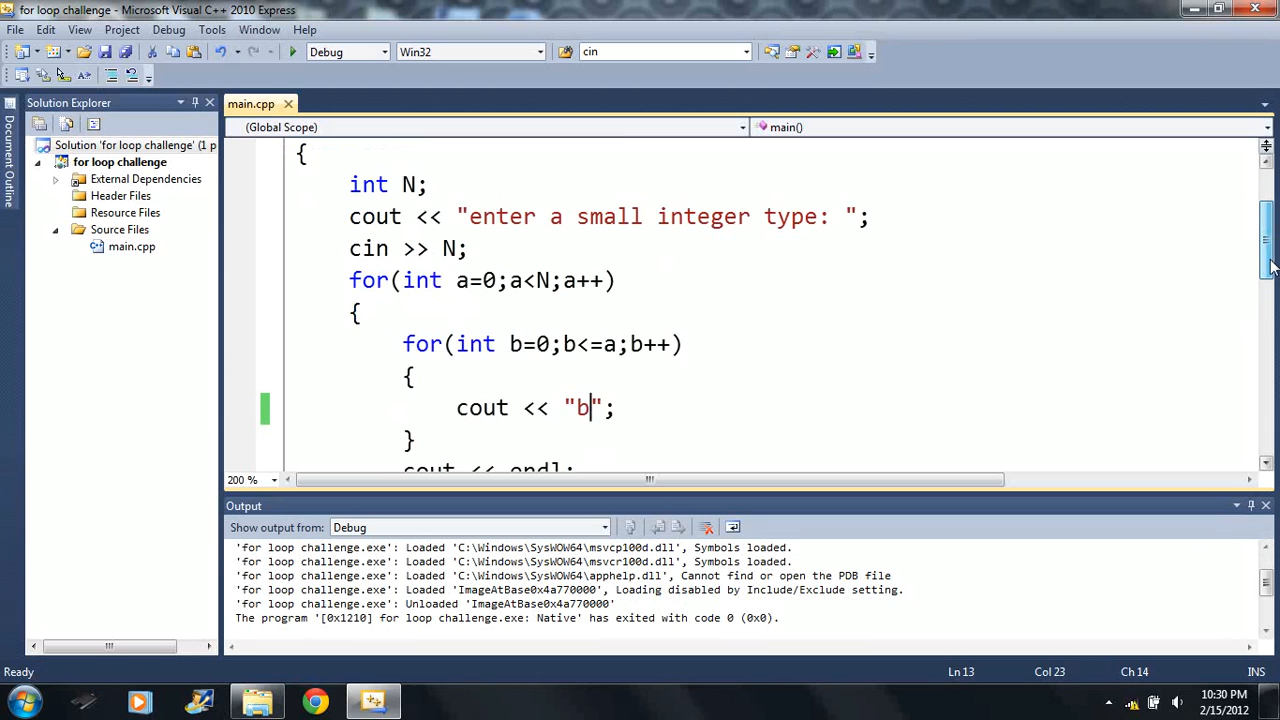 for loop challenge - Microsoft Visual C++ 2010 Express
File Edit View Project Debug Tools Window Help
Debug Win32 cin
Document Outline
Solution Explorer
main.cpp
(Global Scope) main()
Solution 'for loop challenge' (1 p
for loop challenge
External Dependencies
Header Files
Resource Files
Source Files
main.cpp
{
int N;
cout << "enter a small integer type: ";
cin >> N;
for(int a=0;a<N;a++)
{
for(int b=0;b<=a;b++)
{
cout << "b";
}
cout << endl;
200 %
Output
Show output from: Debug
'for loop challenge.exe': Loaded 'C:\Windows\SysWOW64\msvcp100d.dll', Symbols loaded.
'for loop challenge.exe': Loaded 'C:\Windows\SysWOW64\msvcr100d.dll', Symbols loaded.
'for loop challenge.exe': Loaded 'C:\Windows\SysWOW64\apphelp.dll', Cannot find or open the PDB file
'for loop challenge.exe': Loaded 'ImageAtBase0x4a770000', Loading disabled by Include/Exclude setting.
'for loop challenge.exe': Unloaded 'ImageAtBase0x4a770000'
The program '[0x1210] for loop challenge.exe: Native' has exited with code 0 (0x0).
Ready Ln 13 Col 23 Ch 14 INS
10:30 PM
2/15/2012